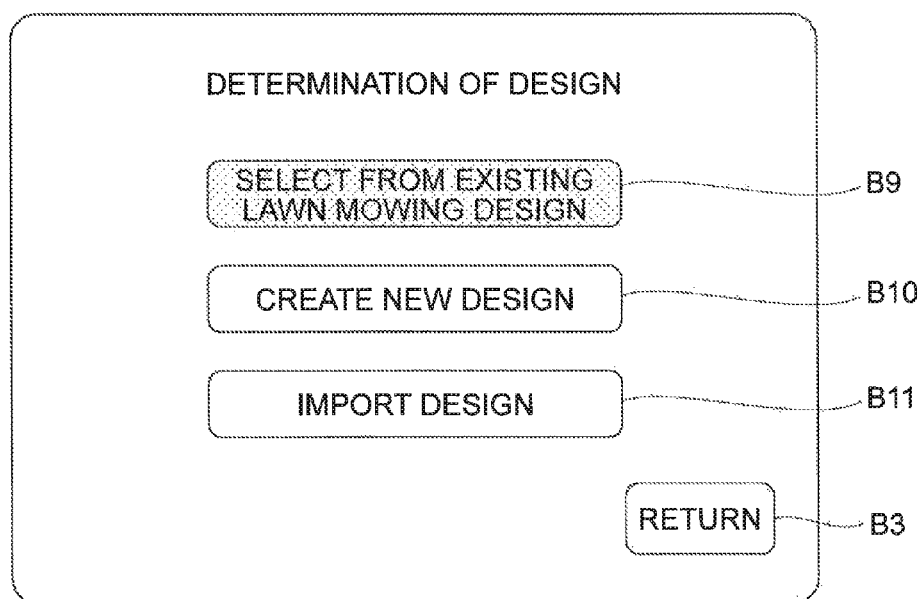 DETERMINATION OF DESIGN
SELECT FROM EXISTING
LAWN MOWING DESIGN
B9
CREATE NEW DESIGN
B10
IMPORT DESIGN
B11
RETURN
B3